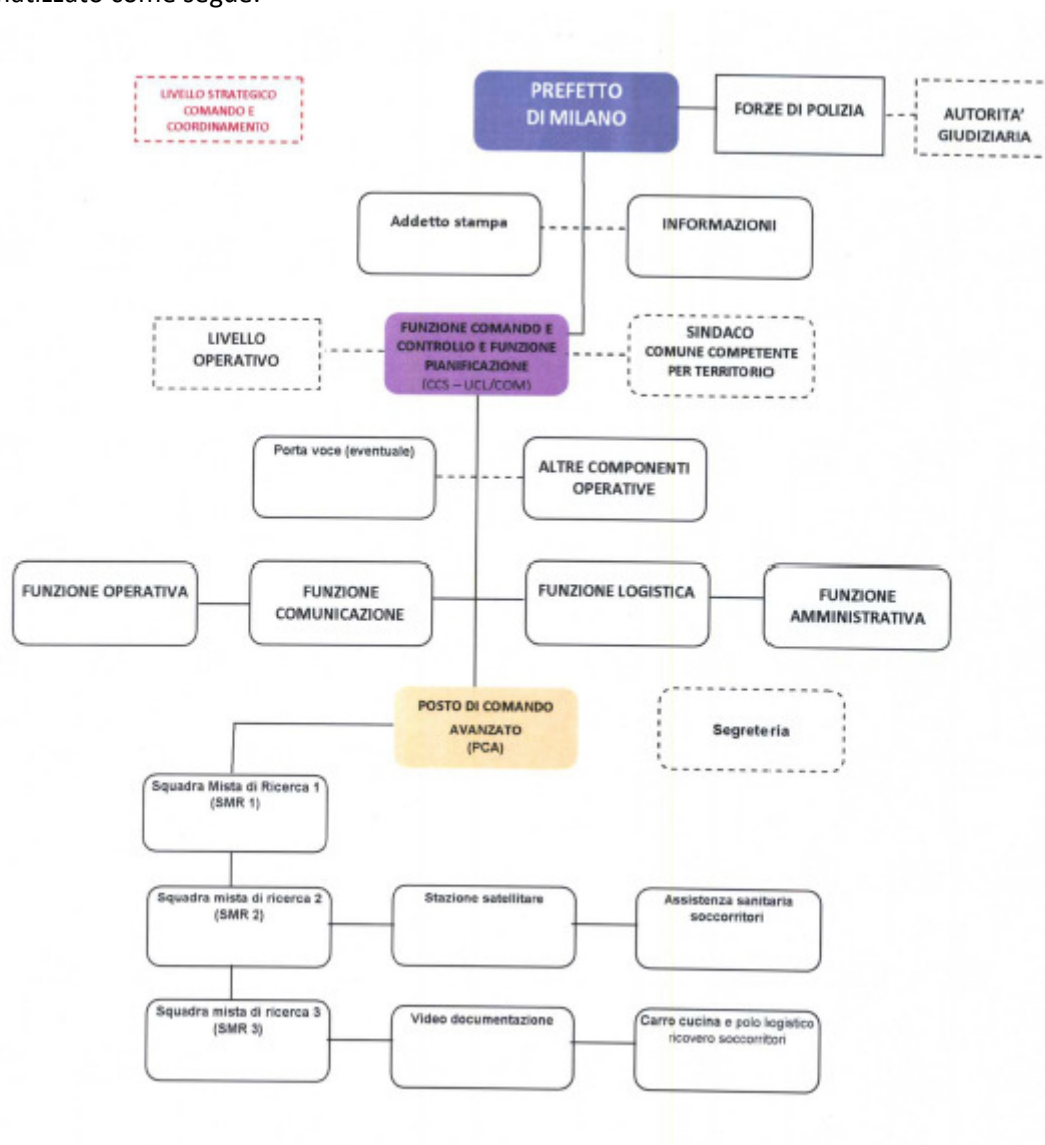 come segue:
LIVELLO STRATEGICO
COMANDO E
COORDINAMENTO
PREFETTO
DI MILANO
FORZE DI POLIZIA
AUTORITA'
GIUDIZIARIA
Addetto stampa
INFORMAZIONI
LIVELLO
OPERATIVO
FUNZIONE COMANDO E
CONTROLLO E FUNZIONE
PIANIFICAZIONE
(CCS – UCL/COM)
SINDACO
COMUNE COMPETENTE
PER TERRITORIO
Porta voce (eventuale)
ALTRE COMPONENTI
OPERATIVE
FUNZIONE OPERATIVA
FUNZIONE
COMUNICAZIONE
FUNZIONE LOGISTICA
FUNZIONE
AMMINISTRATIVA
POSTO DI COMANDO
AVANZATO
(PCA)
Segreteria
Squadra Mista di Ricerca 1
(SMR 1)
Squadra mista di ricerca 2
(SMR 2)
Stazione satellitare
Assistenza sanitaria
soccorritori
Squadra mista di ricerca 3
(SMR 3)
Video documentazione
Carro cucina e polo logistico
ricovero soccorritori